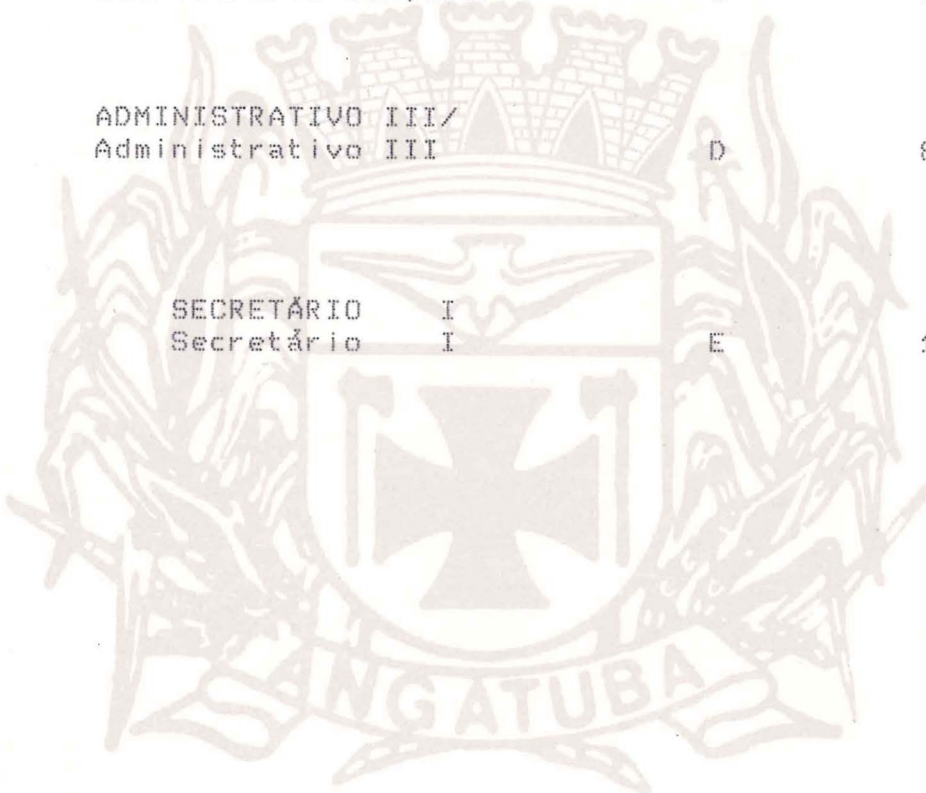 ADMINISTRATIVO III/
Administrativo III D
SECRETÁRIO I
Secretário I E
ANGATUBA